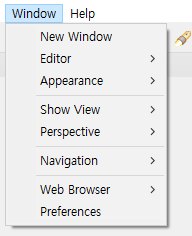 Window Help
New Window
Editor
Appearance
Show View
Perspective
Navigation
Web Browser
Preferences